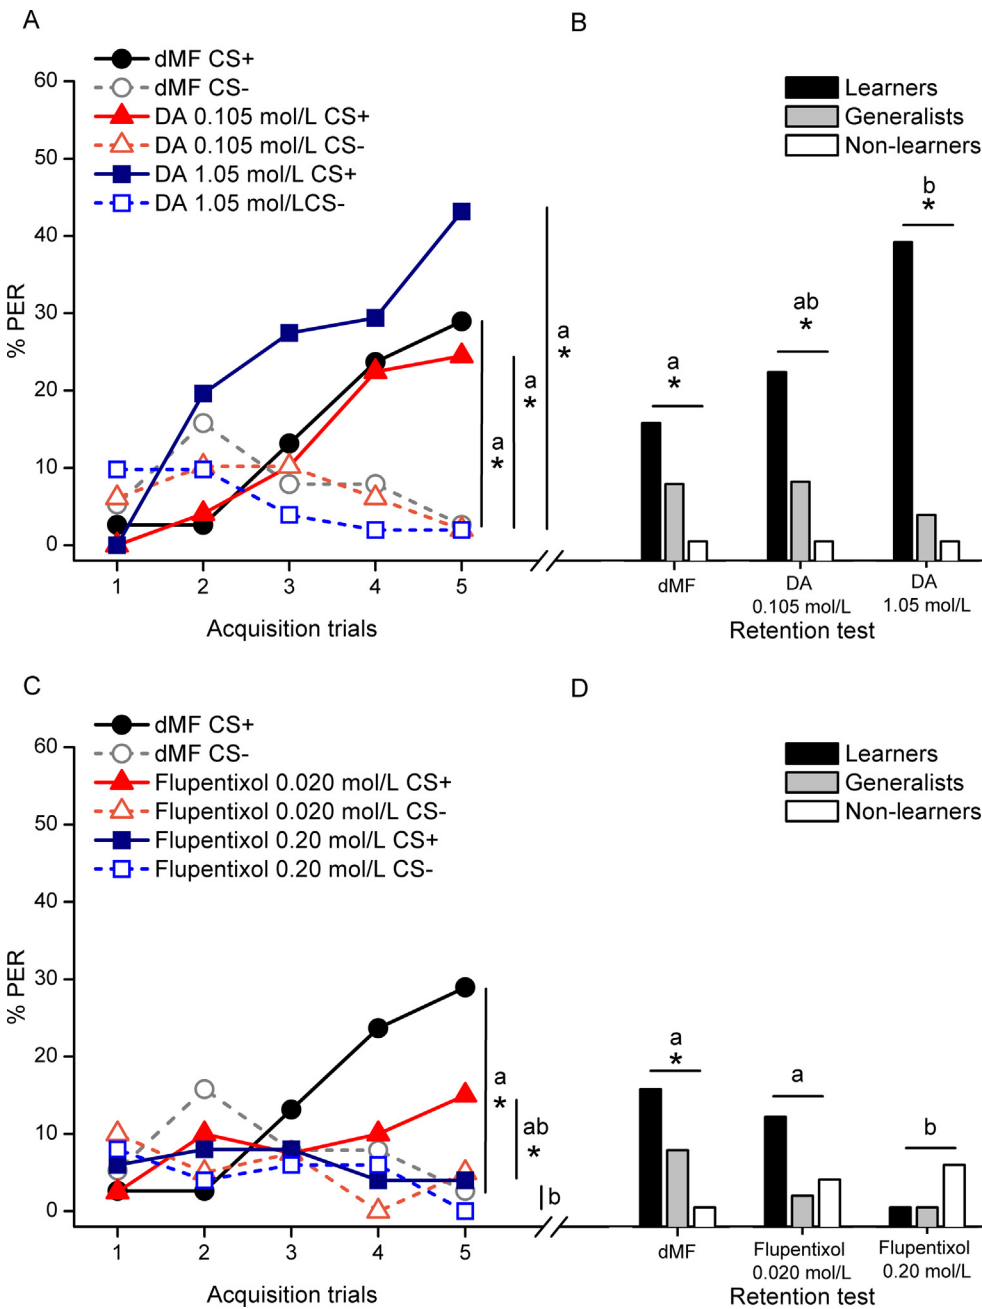 A
dMF CS+
dMF CS-
DA 0.105 mol/L CS+
DA 0.105 mol/L CS-
DA 1.05 mol/L CS+
DA 1.05 mol/LCS-
% PER
60
50
40
30
20
10
0
1 2 3 4 5
Acquisition trials
a
*
a
*
a
*
B
Learners
Generalists
Non-learners
a
*
ab
*
b
*
dMF
DA
0.105 mol/L
DA
1.05 mol/L
Retention test
C
dMF CS+
dMF CS-
Flupentixol 0.020 mol/L CS+
Flupentixol 0.020 mol/L CS-
Flupentixol 0.20 mol/L CS+
Flupentixol 0.20 mol/L CS-
% PER
60
50
40
30
20
10
0
1 2 3 4 5
Acquisition trials
a
*
ab
*
b
D
Learners
Generalists
Non-learners
a
*
a
b
dMF
Flupentixol
0.020 mol/L
Flupentixol
0.20 mol/L
Retention test